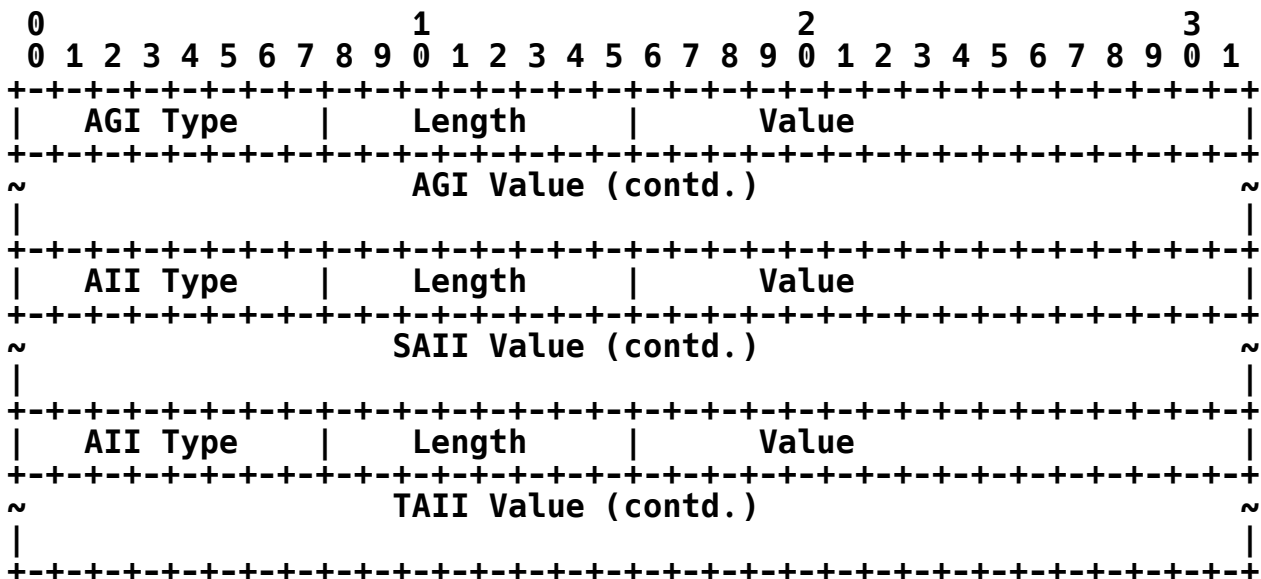 0                   1                   2                   3
 0 1 2 3 4 5 6 7 8 9 0 1 2 3 4 5 6 7 8 9 0 1 2 3 4 5 6 7 8 9 0 1
+-+-+-+-+-+-+-+-+-+-+-+-+-+-+-+-+-+-+-+-+-+-+-+-+-+-+-+-+-+-+-+-+
|   AGI Type    |    Length     |      Value                    |
+-+-+-+-+-+-+-+-+-+-+-+-+-+-+-+-+-+-+-+-+-+-+-+-+-+-+-+-+-+-+-+-+
~                    AGI Value (contd.)                         ~
|                                                               |
+-+-+-+-+-+-+-+-+-+-+-+-+-+-+-+-+-+-+-+-+-+-+-+-+-+-+-+-+-+-+-+-+
|   AII Type    |    Length     |      Value                    |
+-+-+-+-+-+-+-+-+-+-+-+-+-+-+-+-+-+-+-+-+-+-+-+-+-+-+-+-+-+-+-+-+
~                   SAII Value (contd.)                         ~
|                                                               |
+-+-+-+-+-+-+-+-+-+-+-+-+-+-+-+-+-+-+-+-+-+-+-+-+-+-+-+-+-+-+-+-+
|   AII Type    |    Length     |      Value                    |
+-+-+-+-+-+-+-+-+-+-+-+-+-+-+-+-+-+-+-+-+-+-+-+-+-+-+-+-+-+-+-+-+
~                   TAII Value (contd.)                         ~
|                                                               |
+-+-+-+-+-+-+-+-+-+-+-+-+-+-+-+-+-+-+-+-+-+-+-+-+-+-+-+-+-+-+-+-+